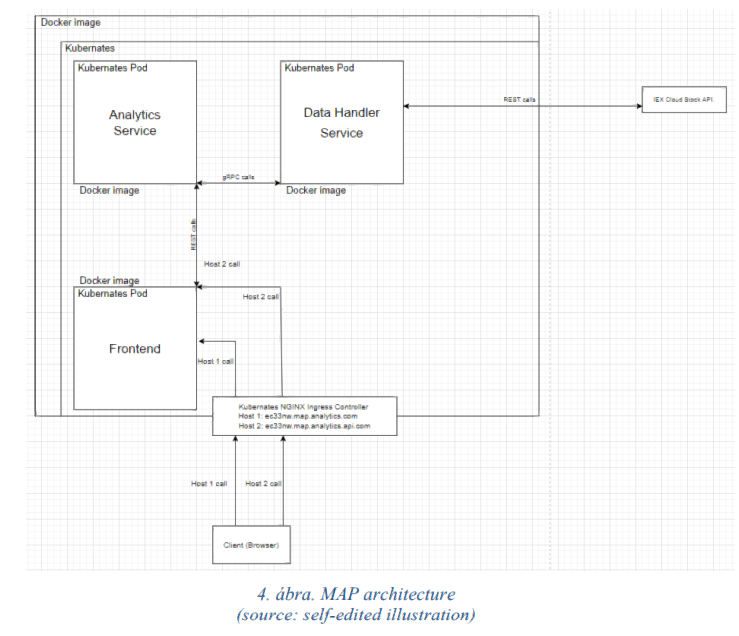 Docker image
Kubernates
Kubernates Pod
Kubernates Pod
Analytics
Service
Data Handler
Service
REST calls
IEX Cloud Stock API
gRPC calls
Docker image
Docker image
REST calls
Host 2 call
Docker image
Kubernates Pod
Host 2 call
Frontend
Host 1 call
Kubernates NGINX Ingress Controller
Host 1: ec33nw.map.analytics.com
Host 2: ec33nw.map.analytics.api.com
Host 1 call
Host 2 call
Client (Browser)
4. ábra. MAP architecture
(source: self-edited illustration)